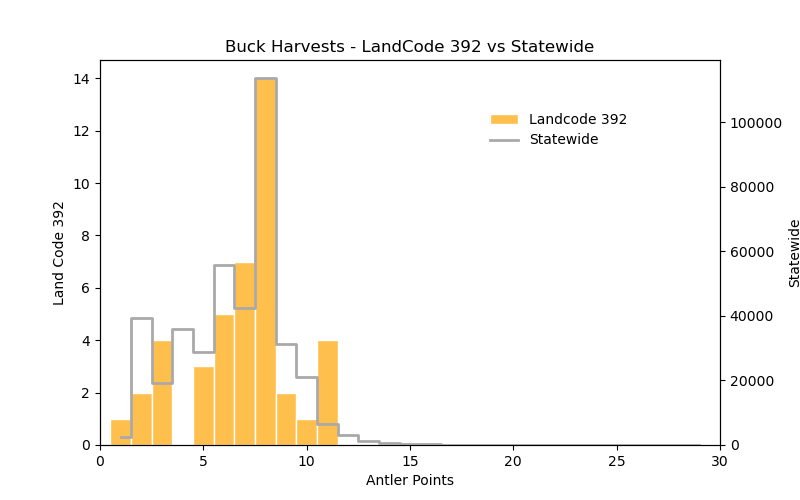 Buck Harvests - LandCode 392 vs Statewide
14
12
10
8
6
4
2
0
Land Code 392
Landcode 392
Statewide
100000
80000
60000
40000
20000
0
Statewide
0 5 10 15 20 25 30
Antler Points